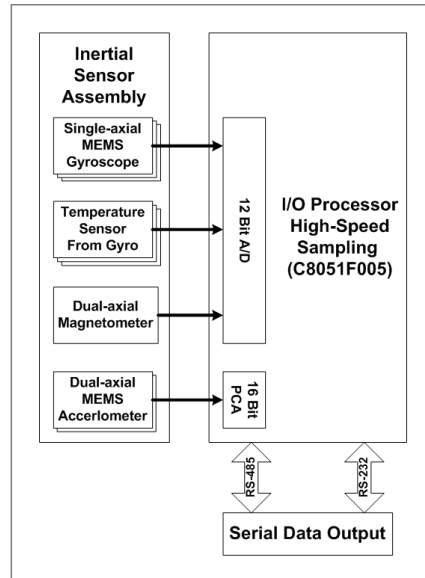 Inertial
Sensor
Assembly
Single-axial
MEMS
Gyroscope
Temperature
Sensor
From Gyro
Dual-axial
Magnetometer
Dual-axial
MEMS
Accerlometer
12 Bit A/D
16 Bit
PCA
I/O Processor
High-Speed
Sampling
(C8051F005)
RS-485
RS-232
Serial Data Output